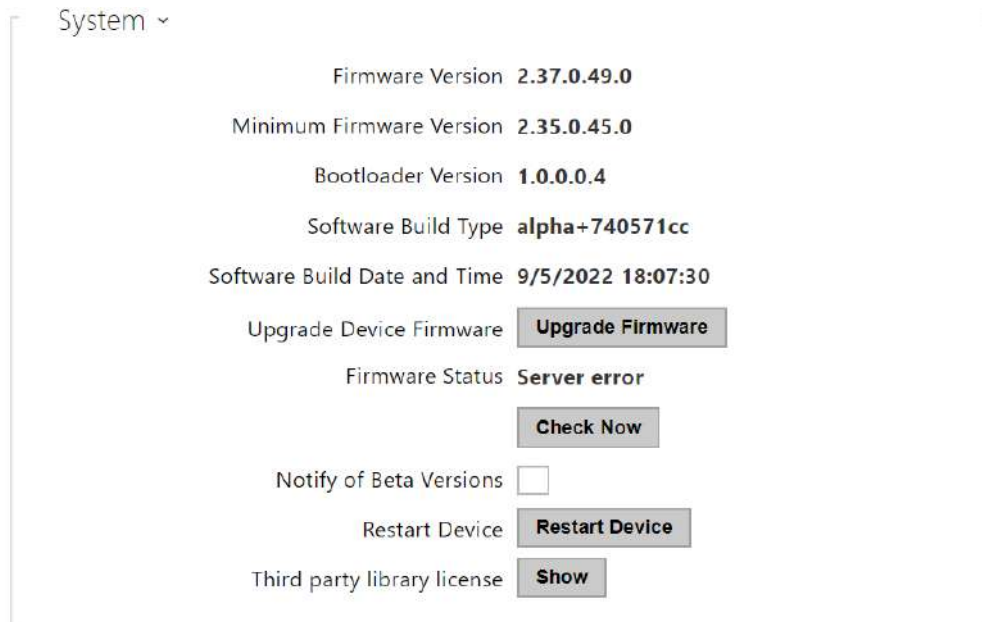 System
Firmware Version 2.37.0.49.0
Minimum Firmware Version 2.35.0.45.0
Bootloader Version 1.0.0.0.4
Software Build Type alpha+740571cc
Software Build Date and Time 9/5/2022 18:07:30
Upgrade Device Firmware Upgrade Firmware
Firmware Status Server error
Check Now
Notify of Beta Versions
Restart Device Restart Device
Third party library license Show